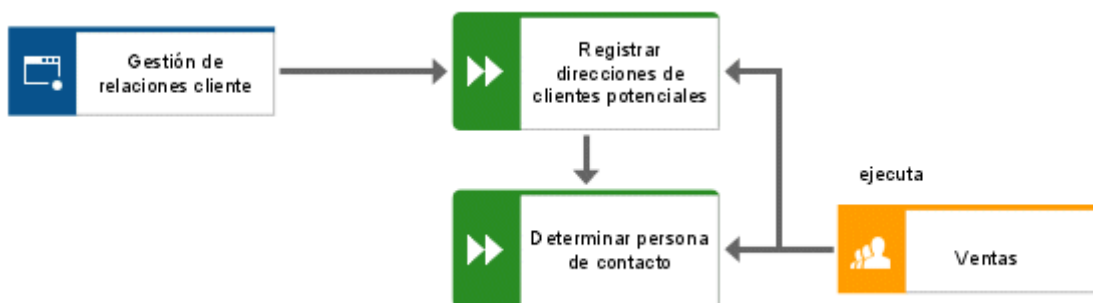 Gestión de
relaciones cliente
Registrar
direcciones de
clientes potenciales
ejecuta
Determinar persona
de contacto
Ventas